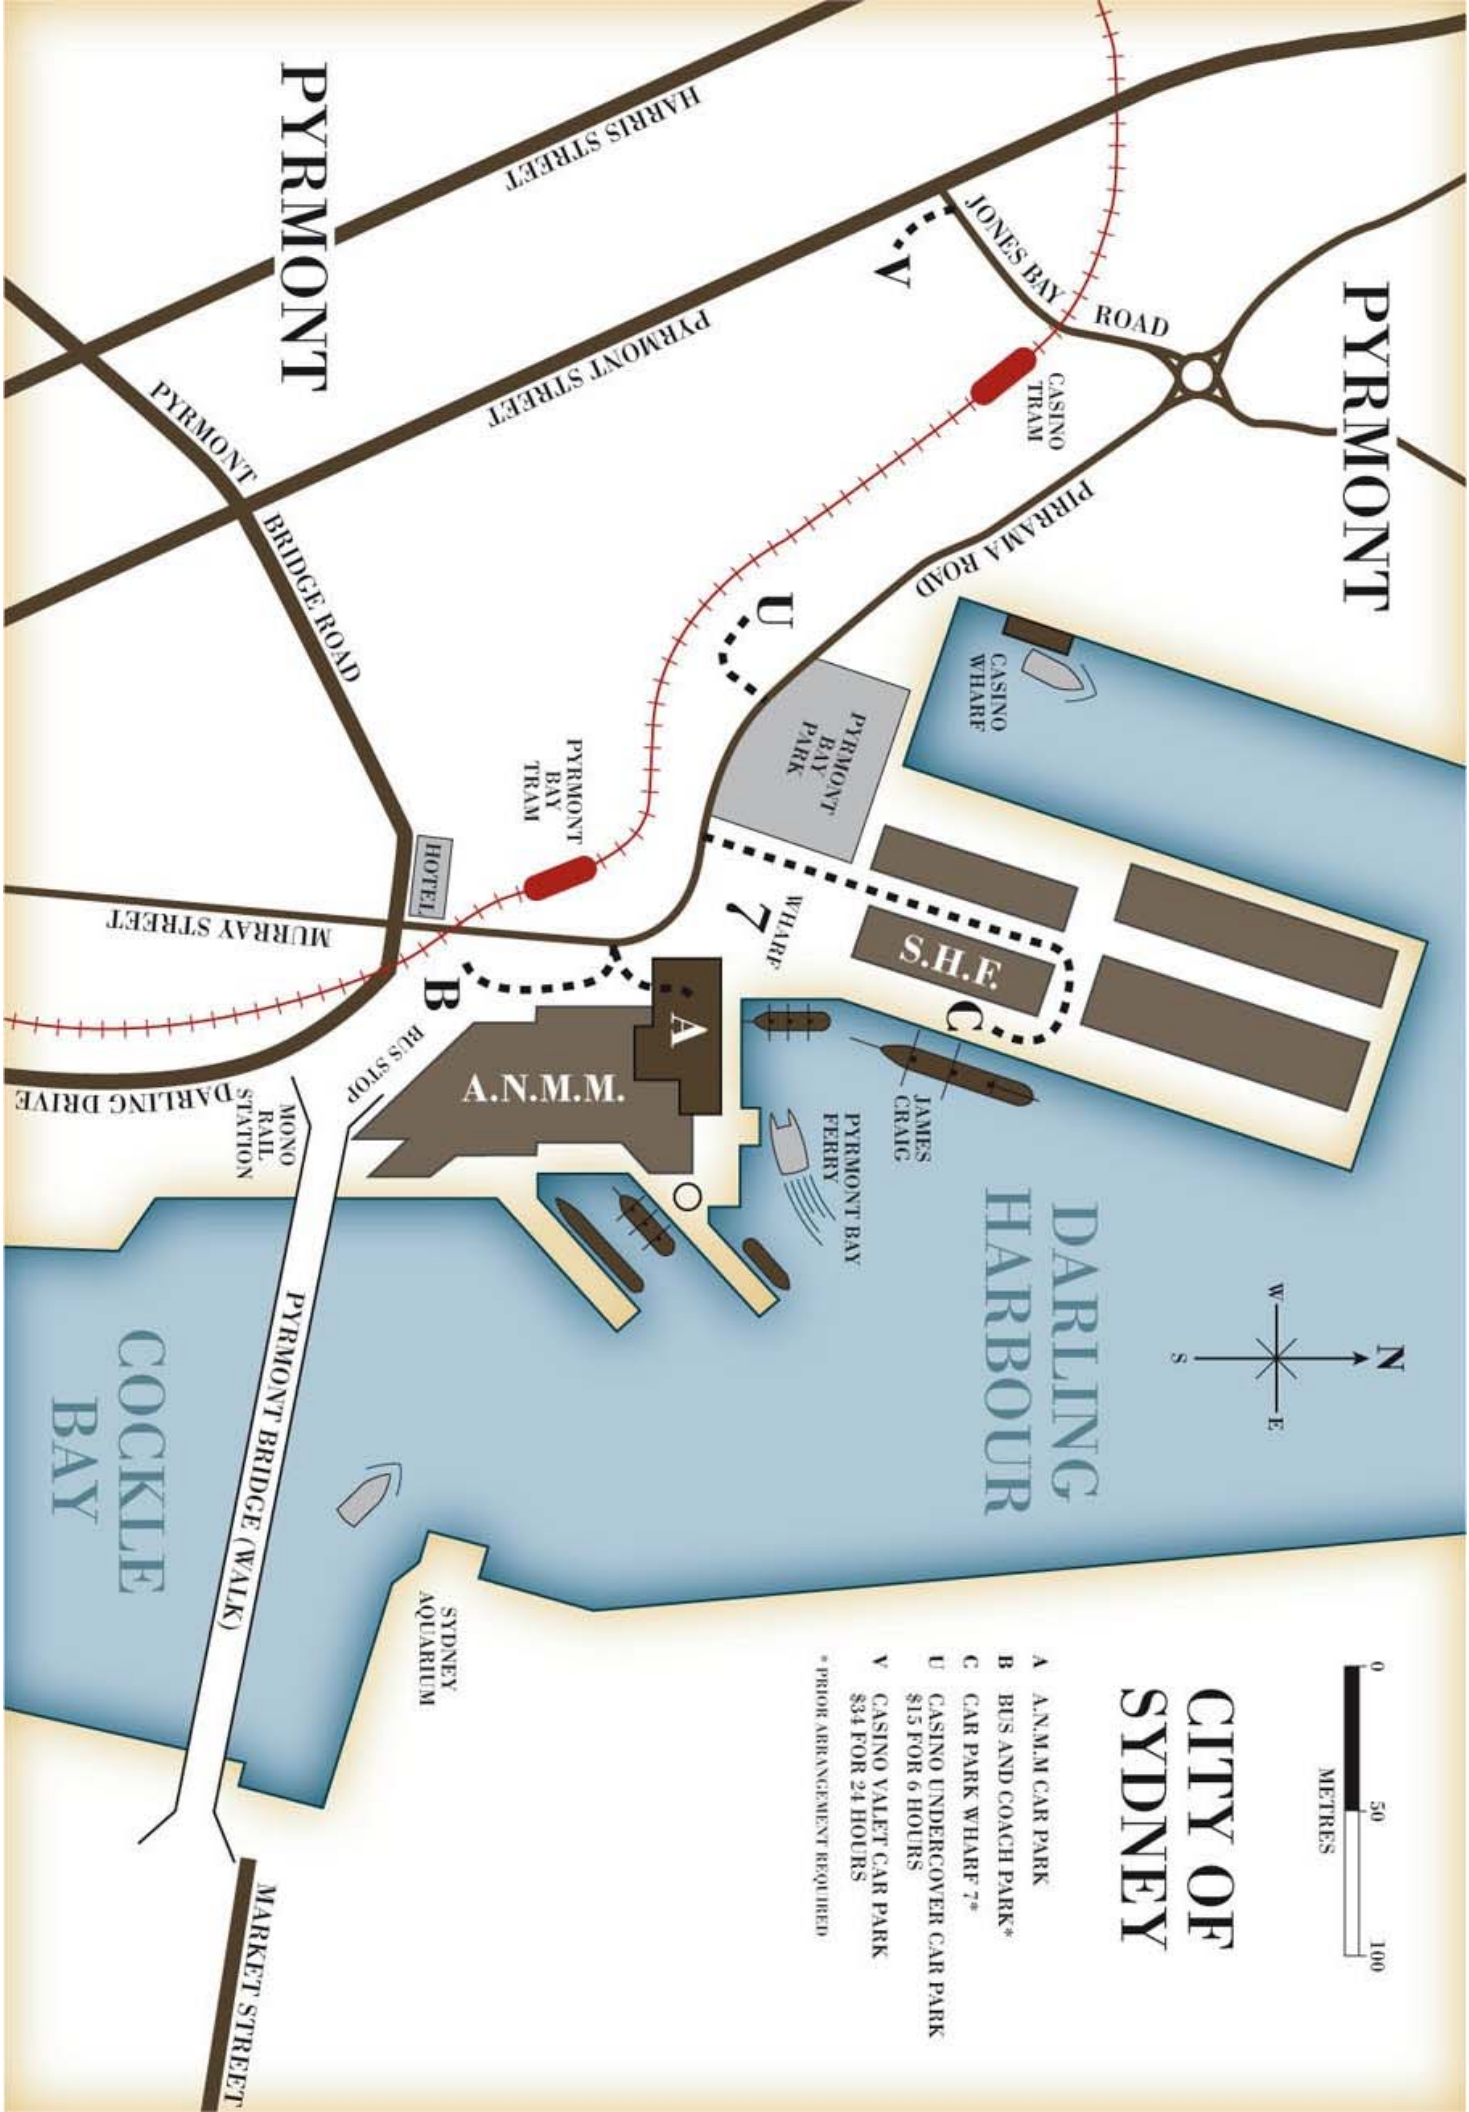 PYRMONT
PYRMONT
HARRIS STREET
PYRMONT STREET
JONES BAY
ROAD
V
CASINO
TRAM
PIRRAMA ROAD
U
CASINO
WHARF
PYRMONT
BAY
PARK
PYRMONT
BRIDGE ROAD
PYRMONT
BAY
TRAM
HOTEL
MURRAY STREET
WHARF
7
S.H.F.
C
B
A
A.N.M.M.
BUS STOP
DARLING DRIVE
MONO
RAIL
STATION
JAMES
CRAIG
PYRMONT BAY
FERRY
DARLING
HARBOUR
N
W
E
S
COCKLE
BAY
PYRMONT BRIDGE (WALK)
SYDNEY
AQUARIUM
MARKET STREET
0 50 100
METRES
CITY OF
SYDNEY
A A.N.M.M CAR PARK
B BUS AND COACH PARK*
C CAR PARK WHARF 7*
U CASINO UNDERCOVER CAR PARK
$15 FOR 6 HOURS
V CASINO VALET CAR PARK
$34 FOR 24 HOURS
* PRIOR ARRANGEMENT REQUIRED